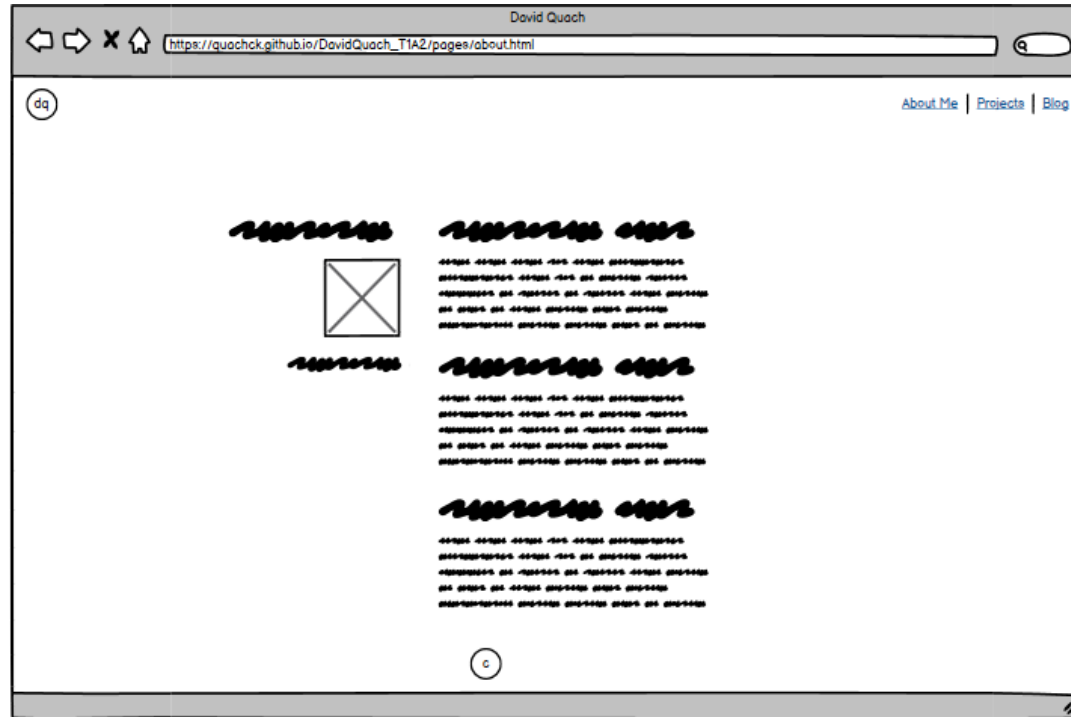 David Quach
https://quachck.github.io/DavidQuach_T1A2/pages/about.html
dq
About Me | Projects | Blog
c